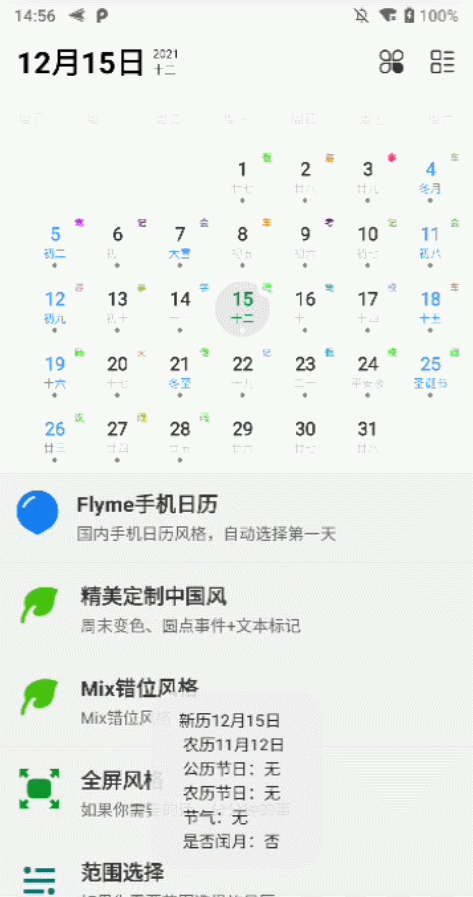 14:56
100%
12月15日
2021
十二
1 2 3 4
廿七 廿八 廿九 冬月
5 6 7 8 9 10 11
初二 初三 大雪 初五 初六 初七 初八
12 13 14 15 16 17 18
初九 初十 十一 十二 十三 十四 十五
19 20 21 22 23 24 25
十六 十七 冬至 十九 二十 平安夜 圣诞节
26 27 28 29 30 31
廿三 廿四 廿五 廿六 廿七 廿八
Flyme手机日历
国内手机日历风格，自动选择第一天
精美定制中国风
周末变色、圆点事件+文本标记
Mix错位风格
Mix错位风
新历12月15日
农历11月12日
全屏风格
公历节日：无
如果你需要的
农历节日：无
节气：无
是否闰月：否
范围选择